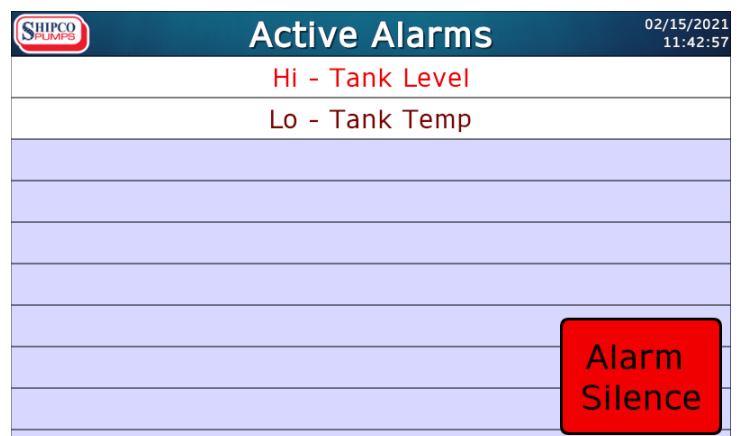 SHIPCO
PUMPS
Active Alarms
02/15/2021
11:42:57
Hi - Tank Level
Lo - Tank Temp
Alarm
Silence